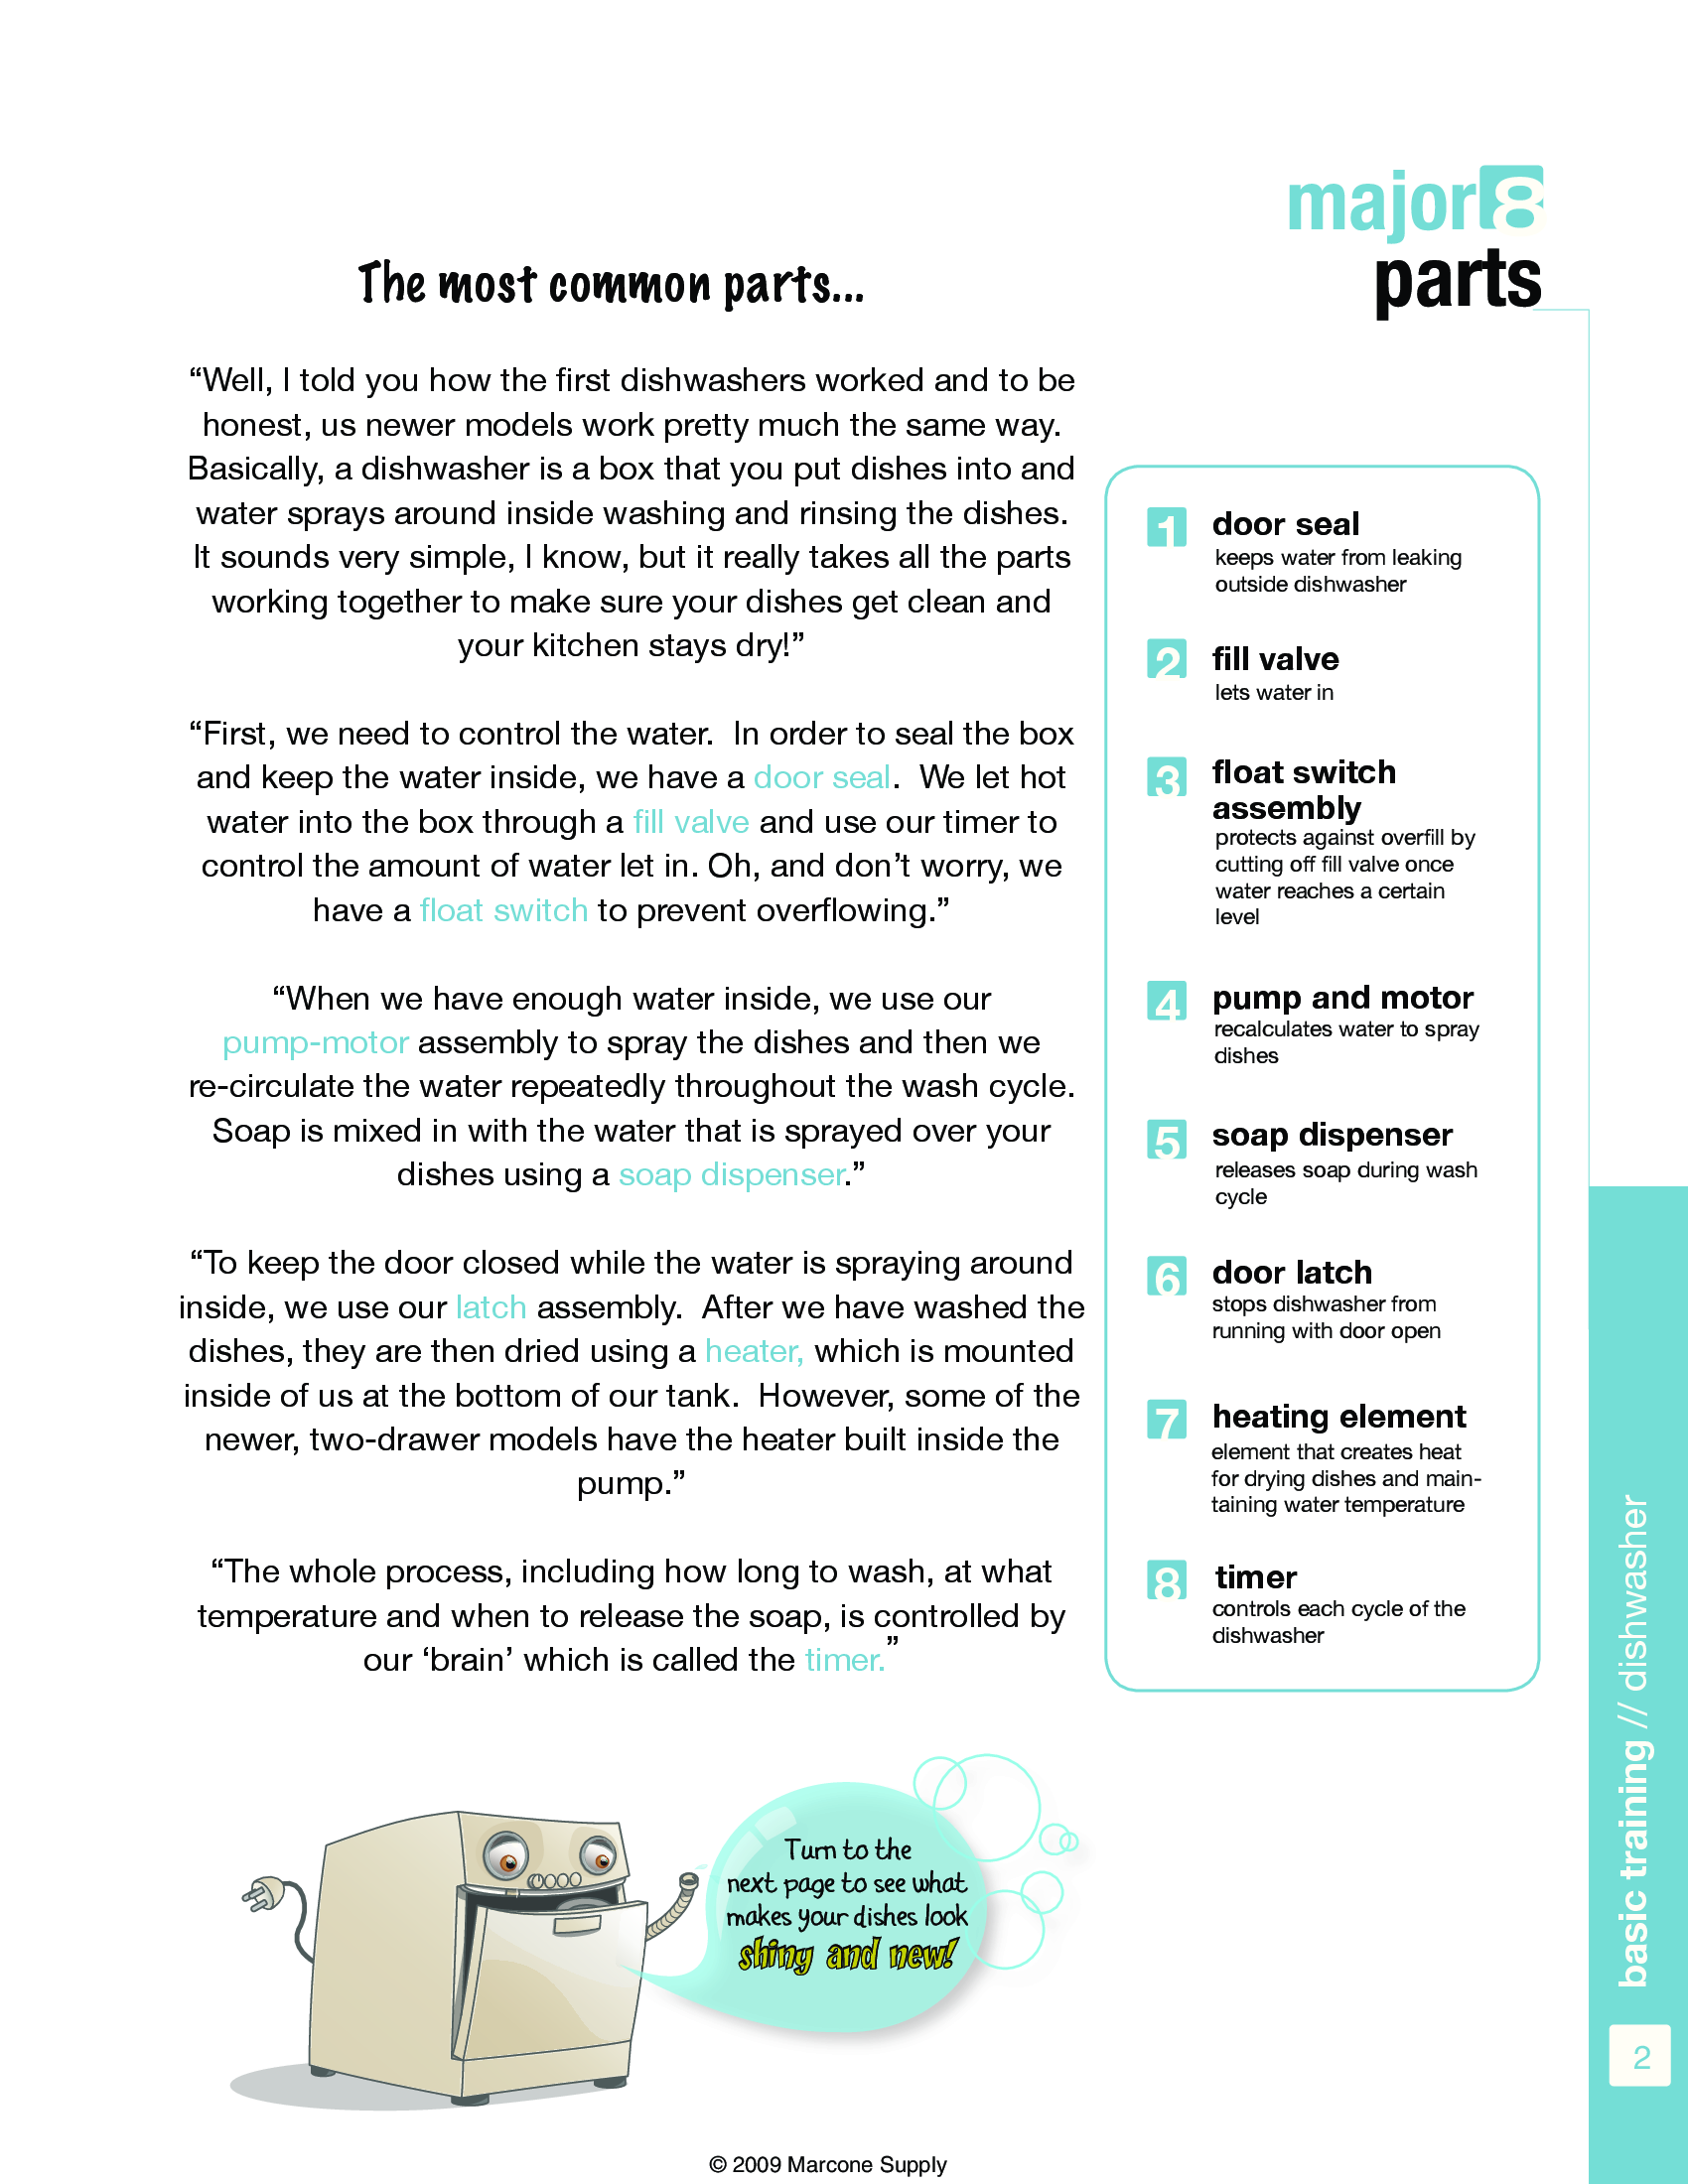 major8
parts
The most common parts...
“Well, I told you how the first dishwashers worked and to be
honest, us newer models work pretty much the same way.
Basically, a dishwasher is a box that you put dishes into and
water sprays around inside washing and rinsing the dishes.
It sounds very simple, I know, but it really takes all the parts
working together to make sure your dishes get clean and
your kitchen stays dry!”
“First, we need to control the water.  In order to seal the box
and keep the water inside, we have a door seal.  We let hot
water into the box through a fill valve and use our timer to
control the amount of water let in. Oh, and don’t worry, we
have a float switch to prevent overflowing.”
“When we have enough water inside, we use our
pump-motor assembly to spray the dishes and then we
re-circulate the water repeatedly throughout the wash cycle.
Soap is mixed in with the water that is sprayed over your
dishes using a soap dispenser.”
“To keep the door closed while the water is spraying around
inside, we use our latch assembly.  After we have washed the
dishes, they are then dried using a heater, which is mounted
inside of us at the bottom of our tank.  However, some of the
newer, two-drawer models have the heater built inside the
pump.”
“The whole process, including how long to wash, at what
temperature and when to release the soap, is controlled by
our ‘brain’ which is called the timer.”
1 door seal
keeps water from leaking
outside dishwasher
2 fill valve
lets water in
3 float switch
assembly
protects against overfill by
cutting off fill valve once
water reaches a certain
level
4 pump and motor
recalculates water to spray
dishes
5 soap dispenser
releases soap during wash
cycle
6 door latch
stops dishwasher from
running with door open
7 heating element
element that creates heat
for drying dishes and main-
taining water temperature
8 timer
controls each cycle of the
dishwasher
Turn to the
next page to see what
makes your dishes look
shiny and new!
basic training // dishwasher
2
© 2009 Marcone Supply